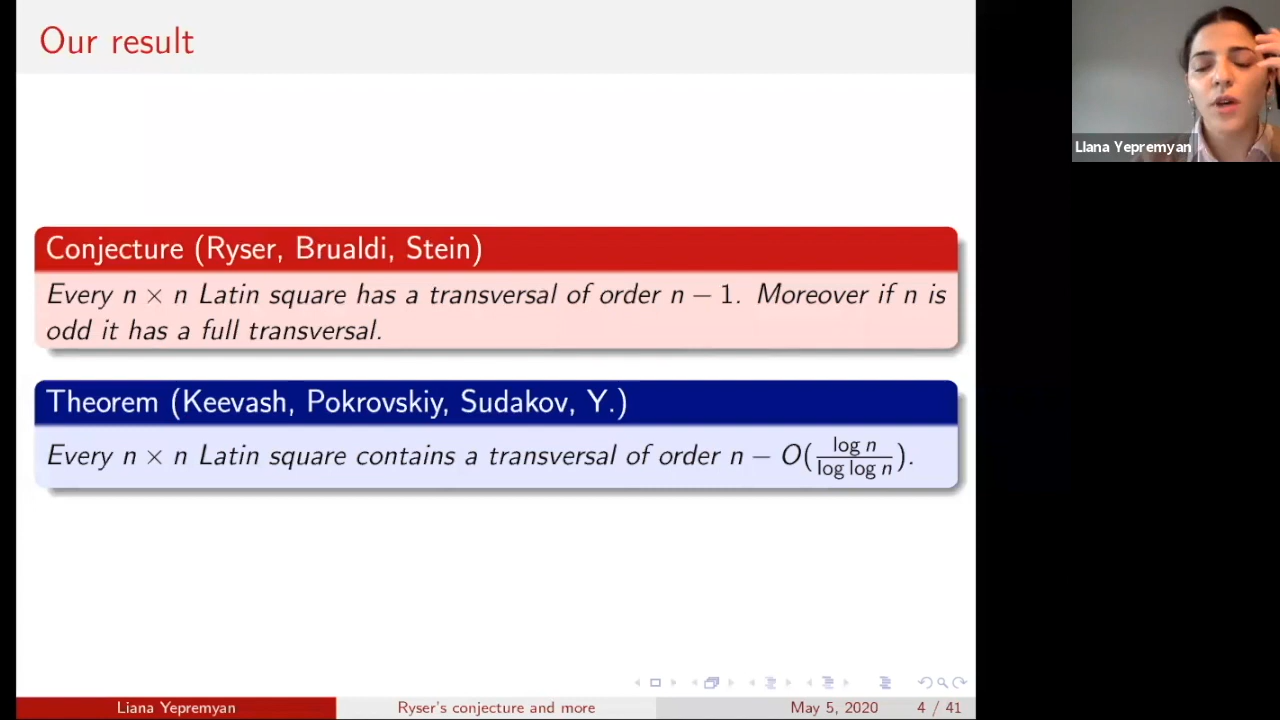 Our result
LIana Yepremyan
Conjecture (Ryser, Brualdi, Stein)
Every n × n Latin square has a transversal of order n − 1. Moreover if n is
odd it has a full transversal.
Theorem (Keevash, Pokrovskiy, Sudakov, Y.)
Every n × n Latin square contains a transversal of order n − O(log n / log log n).
Liana Yepremyan
Ryser's conjecture and more
May 5, 2020
4 / 41